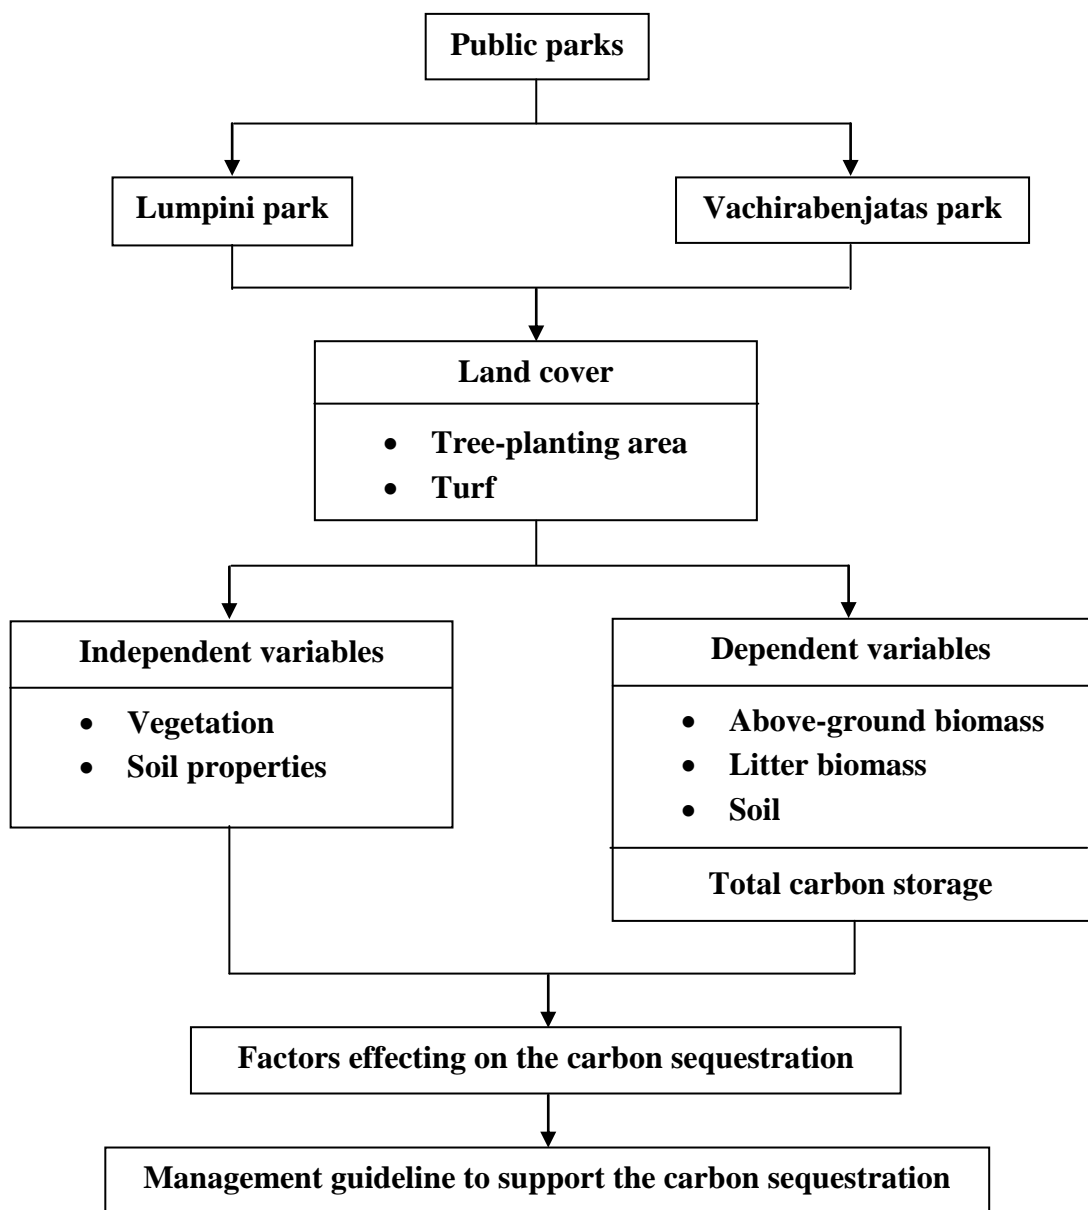 Public parks
Lumpini park
Vachirabenjatas park
Land cover
• Tree-planting area
• Turf
Independent variables
• Vegetation
• Soil properties
Dependent variables
• Above-ground biomass
• Litter biomass
• Soil
Total carbon storage
Factors effecting on the carbon sequestration
Management guideline to support the carbon sequestration